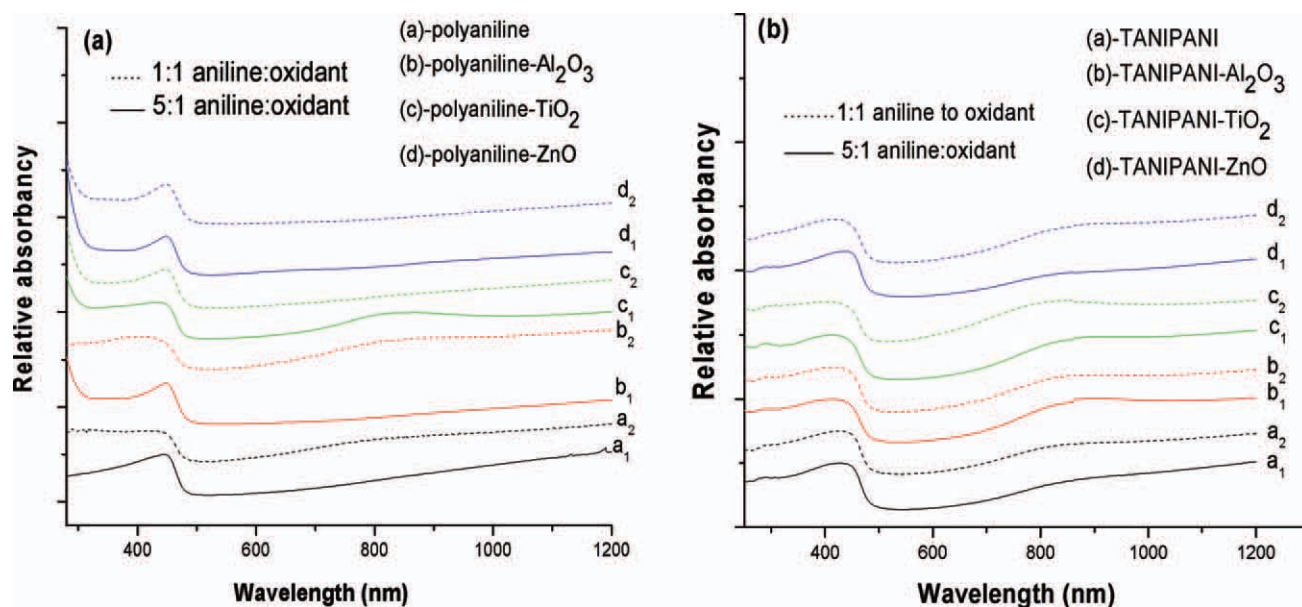 (a)
(a)-polyaniline
(b)-polyaniline-Al₂O₃
(c)-polyaniline-TiO₂
(d)-polyaniline-ZnO
1:1 aniline:oxidant
5:1 aniline:oxidant
d₂
d₁
c₂
c₁
b₂
b₁
a₂
a₁
Relative absorbancy
400 600 800 1000 1200
Wavelength (nm)
(b)
(a)-TANIPANI
(b)-TANIPANI-Al₂O₃
(c)-TANIPANI-TiO₂
(d)-TANIPANI-ZnO
1:1 aniline to oxidant
5:1 aniline:oxidant
d₂
d₁
c₂
c₁
b₂
b₁
a₂
a₁
Relative absorbancy
400 600 800 1000 1200
Wavelength (nm)